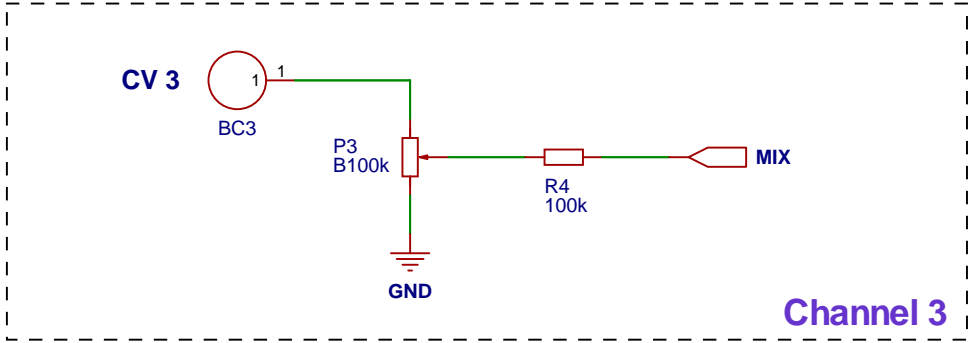 CV 3
1
1
BC3
P3
B100k
R4
100k
MIX
GND
Channel 3